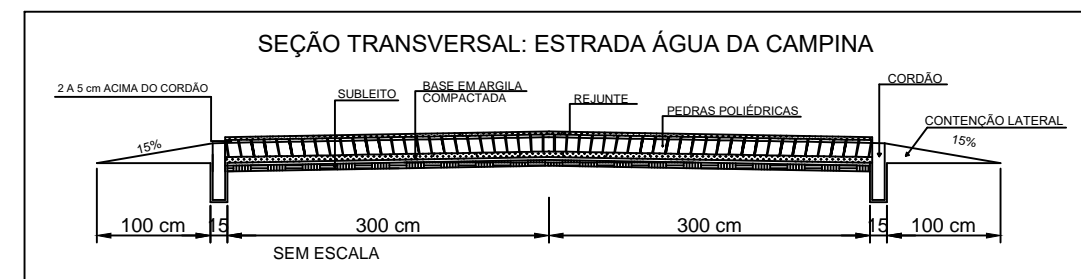 SEÇÃO TRANSVERSAL: ESTRADA ÁGUA DA CAMPINA
2 A 5 cm ACIMA DO CORDÃO
SUBLEITO
BASE EM ARGILA
COMPACTADA
REJUNTE
PEDRAS POLIÉDRICAS
CORDÃO
CONTENÇÃO LATERAL
15%
15%
100 cm
15
300 cm
300 cm
15
100 cm
SEM ESCALA